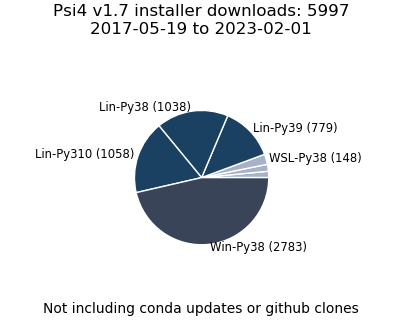 Psi4 v1.7 installer downloads: 5997
2017-05-19 to 2023-02-01
Lin-Py38 (1038)
Lin-Py39 (779)
Lin-Py310 (1058)
WSL-Py38 (148)
Win-Py38 (2783)
Not including conda updates or github clones